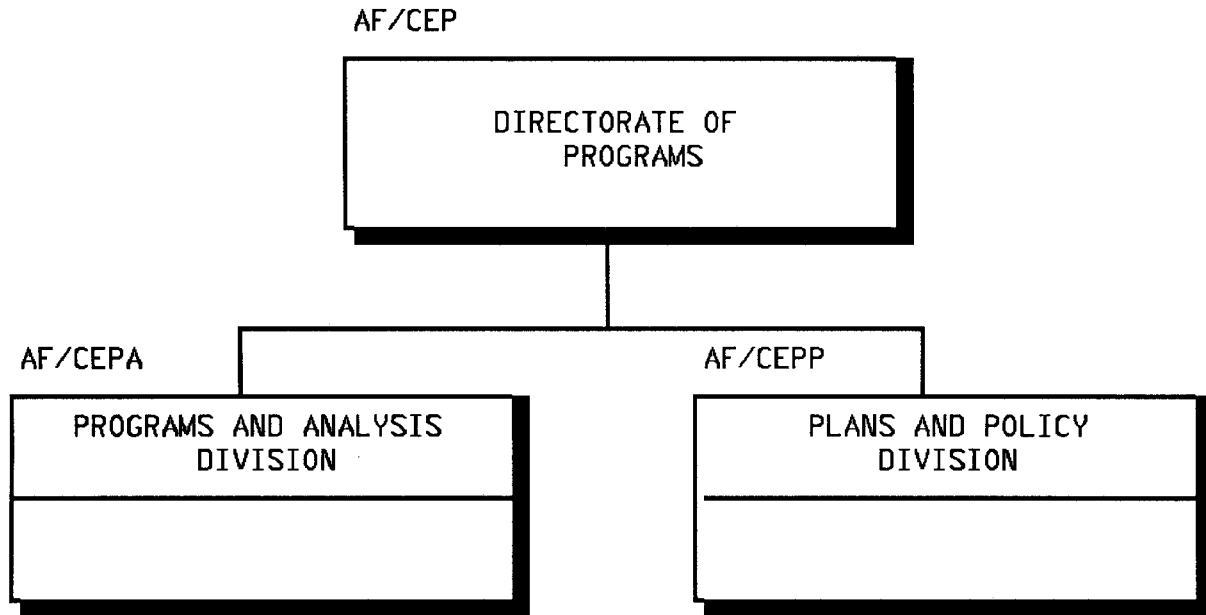 AF/CEP
DIRECTORATE OF
PROGRAMS
AF/CEPA
PROGRAMS AND ANALYSIS
DIVISION
AF/CEPP
PLANS AND POLICY
DIVISION